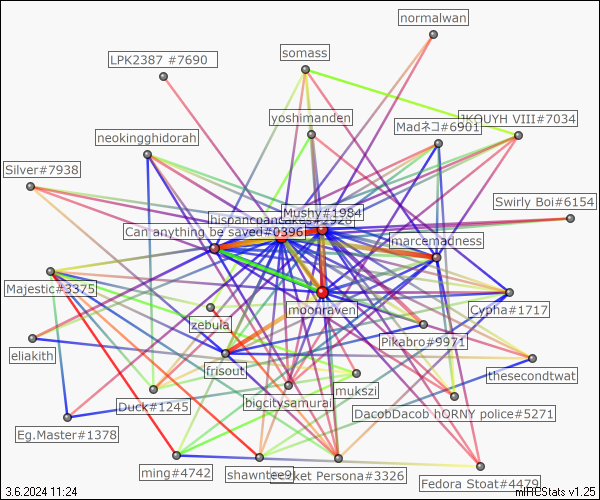 normalwan
somass
LPK2387 #7690
yoshimanden
JKOUYH VIII#7034
Madネコ#6901
neokingghidorah
Silver#7938
Swirly Boi#6154
hispancpancakes#2920
Mushy#1984
Can anything be saved#0396
marcemadness
Majestic#3375
moonraven
Cypha#1717
zebula
Pikabro#9971
eliakith
frisout
thesecondtwat
mukszi
Duck#1245
bigcitysamurai
DacobDacob hORNY police#5271
Eg.Master#1378
ming#4742
shawntee9
ket Persona#3326
Fedora Stoat#4479
3.6.2024 11:24
mIRCStats v1.25